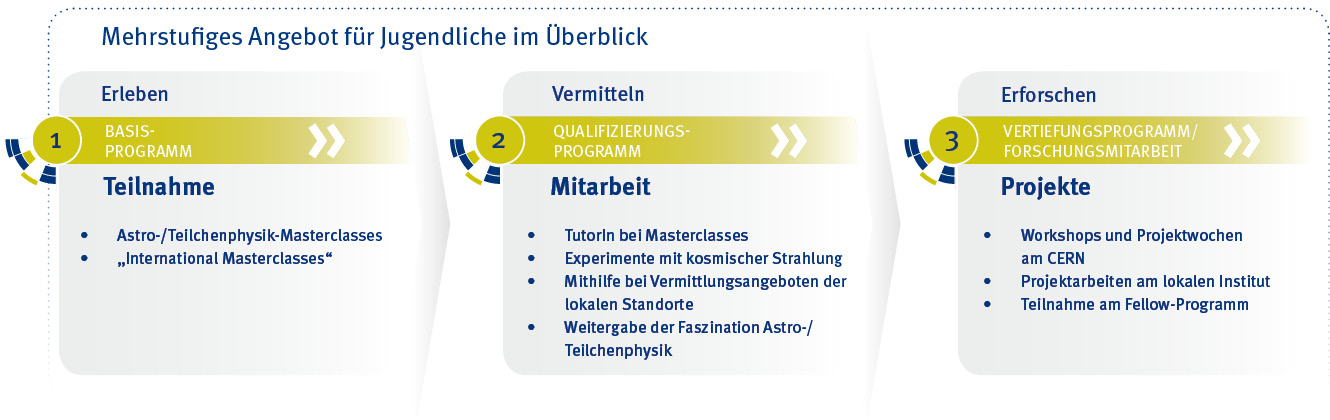 Mehrstufiges Angebot für Jugendliche im Überblick
Erleben
1
BASIS-
PROGRAMM
Teilnahme
• Astro-/Teilchenphysik-Masterclasses
• „International Masterclasses“
Vermitteln
2
QUALIFIZIERUNGS-
PROGRAMM
Mitarbeit
• TutorIn bei Masterclasses
• Experimente mit kosmischer Strahlung
• Mithilfe bei Vermittlungsangeboten der
lokalen Standorte
• Weitergabe der Faszination Astro-/
Teilchenphysik
Erforschen
3
VERTIEFUNGSPROGRAMM/
FORSCHUNGSMITARBEIT
Projekte
• Workshops und Projektwochen
am CERN
• Projektarbeiten am lokalen Institut
• Teilnahme am Fellow-Programm